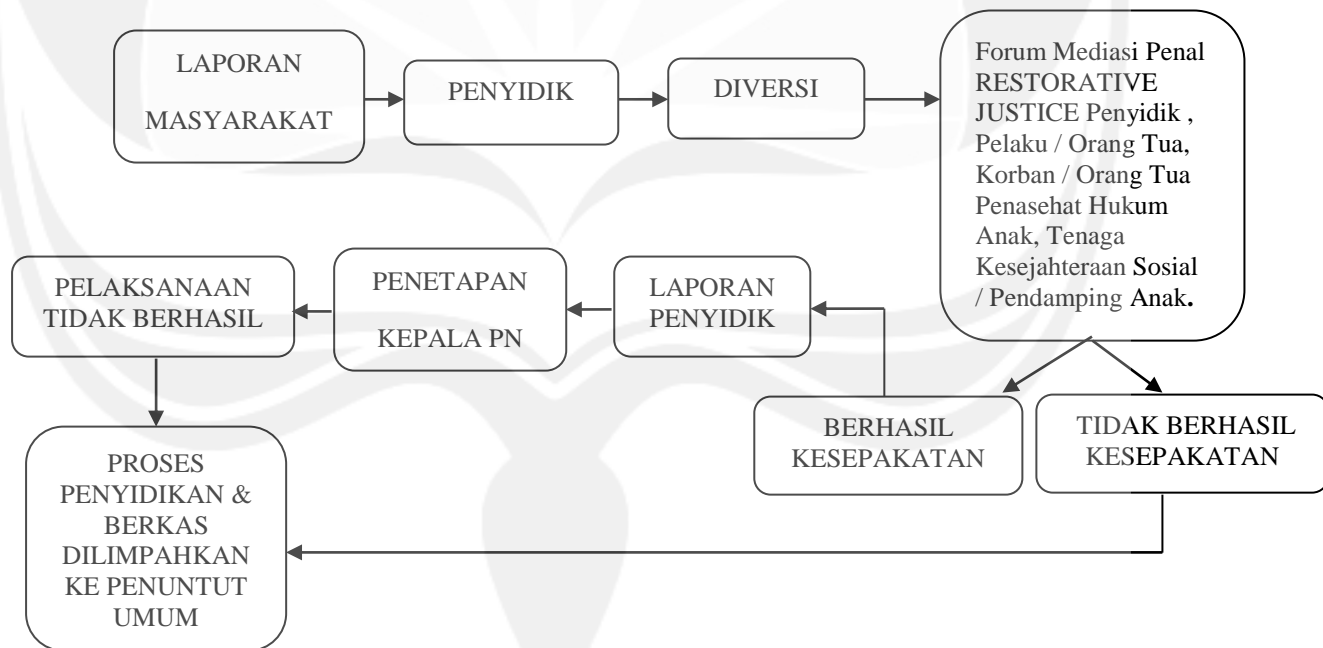 LAPORAN
MASYARAKAT
PENYIDIK
DIVERSI
Forum Mediasi Penal
RESTORATIVE
JUSTICE Penyidik ,
Pelaku / Orang Tua,
Korban / Orang Tua
Penasehat Hukum
Anak, Tenaga
Kesejahteraan Sosial
/ Pendamping Anak.
PELAKSANAAN
TIDAK BERHASIL
PENETAPAN
KEPALA PN
LAPORAN
PENYIDIK
BERHASIL
KESEPAKATAN
TIDAK BERHASIL
KESEPAKATAN
PROSES
PENYIDIKAN &
BERKAS
DILIMPAHKAN
KE PENUNTUT
UMUM